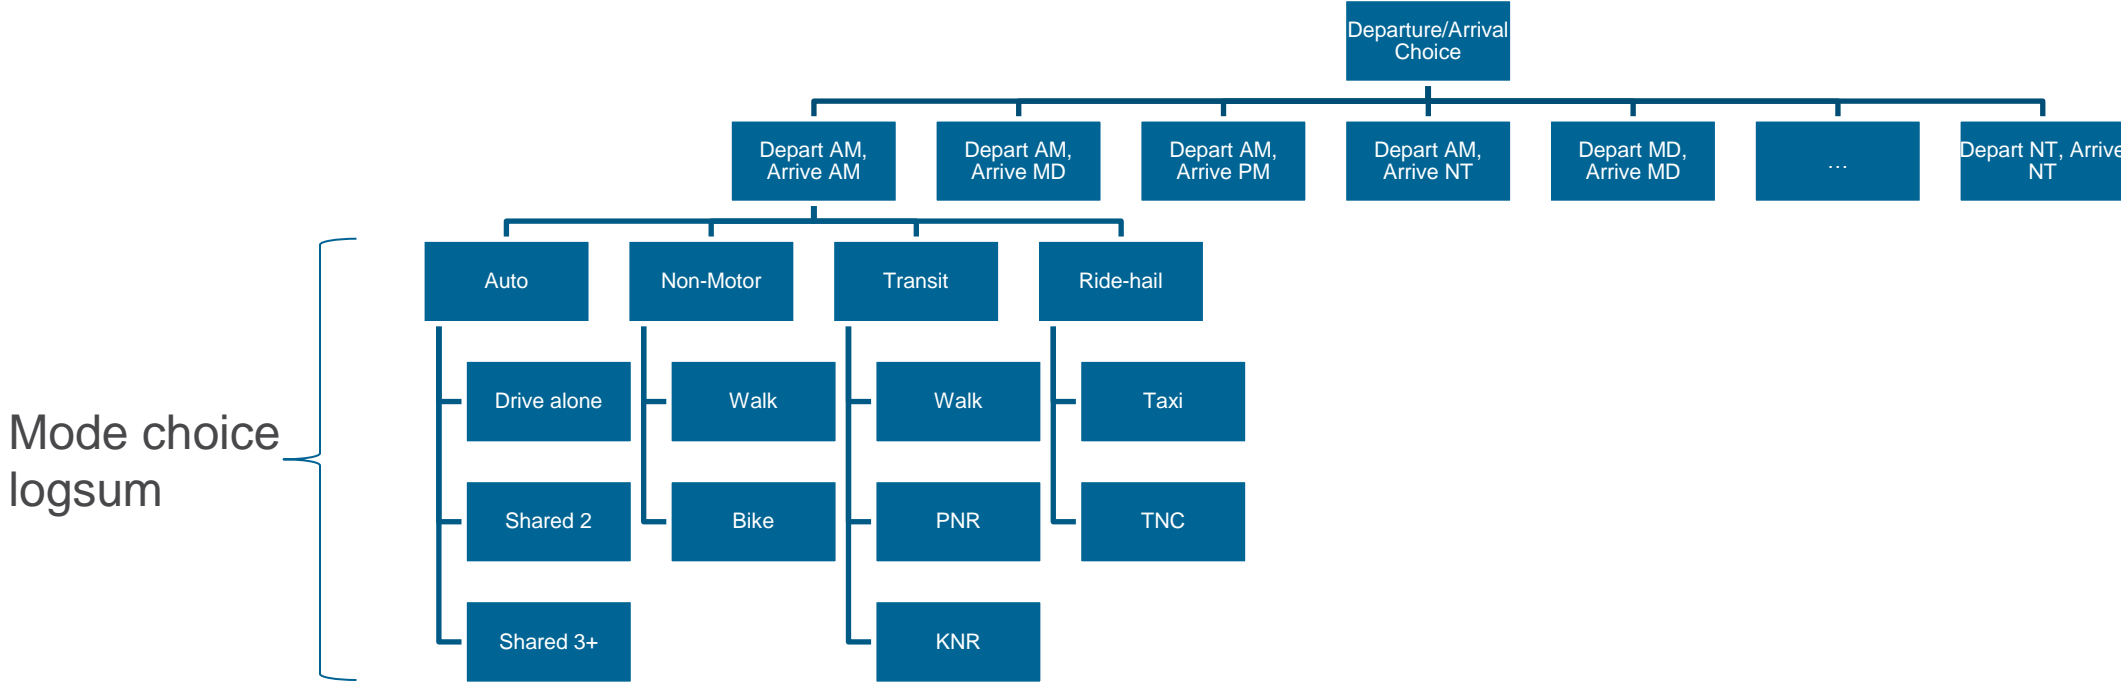 Departure/Arrival
Choice
Depart AM,
Arrive AM
Depart AM,
Arrive MD
Depart AM,
Arrive PM
Depart AM,
Arrive NT
Depart MD,
Arrive MD
...
Depart NT, Arrive
NT
Auto
Non-Motor
Transit
Ride-hail
Drive alone
Walk
Walk
Taxi
Mode choice
logsum
Shared 2
Bike
PNR
TNC
Shared 3+
KNR